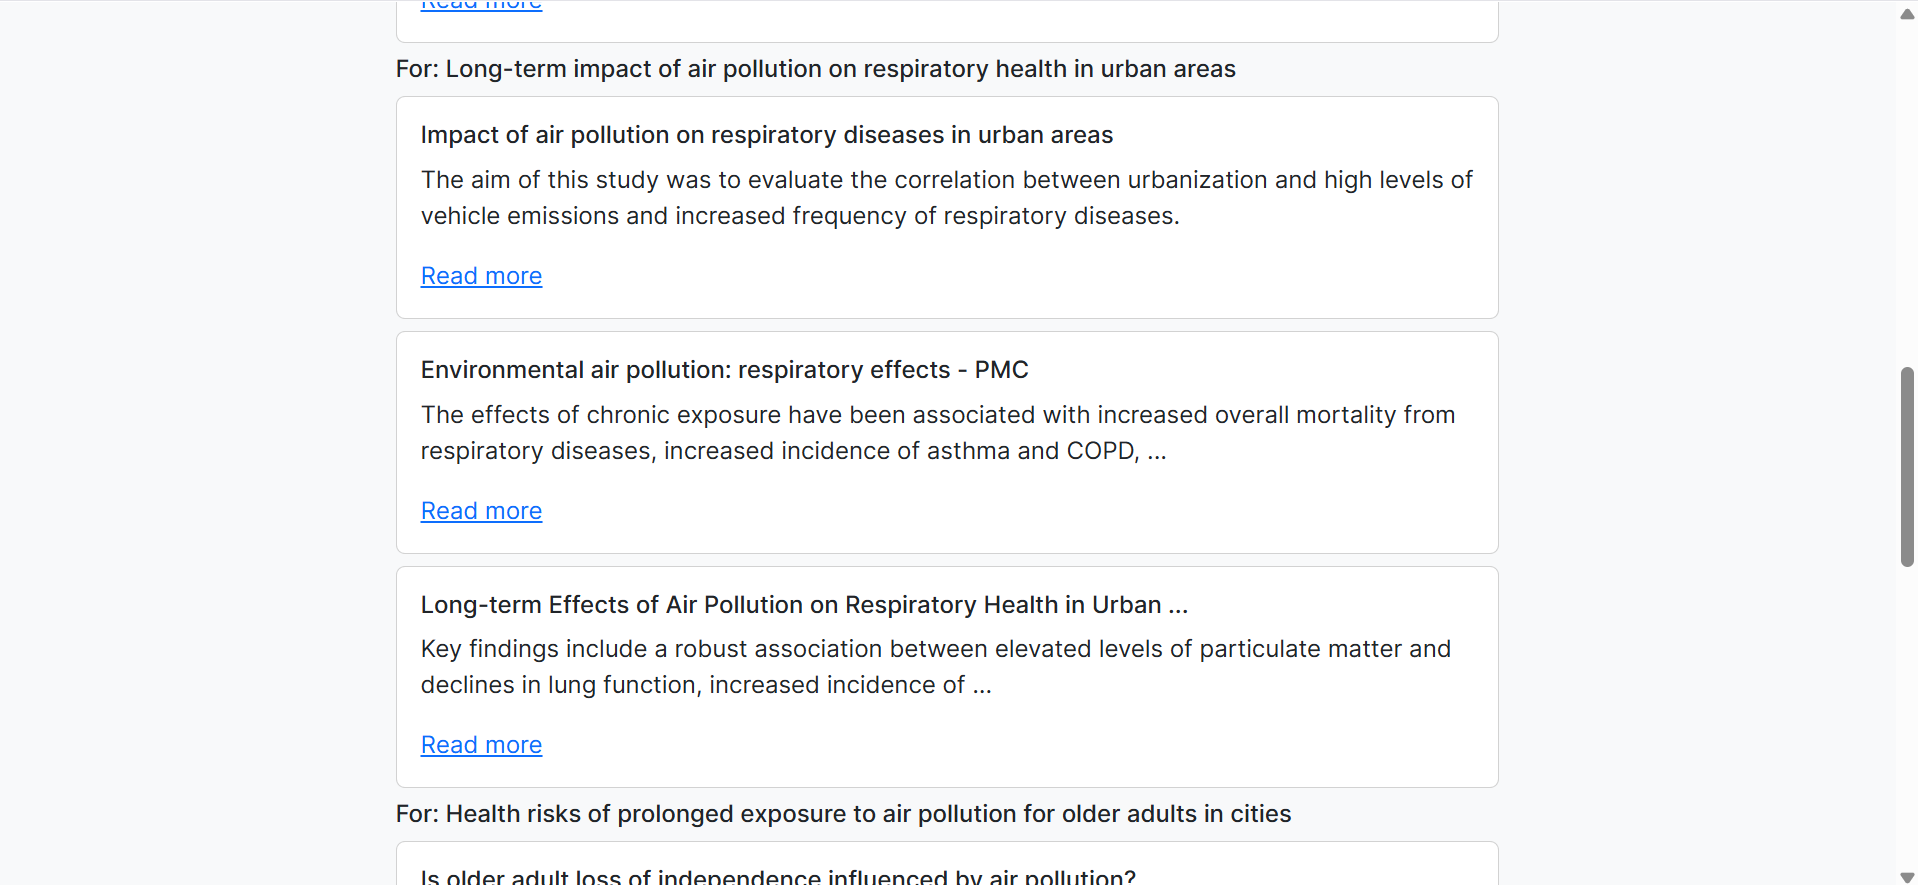 Read more
For: Long-term impact of air pollution on respiratory health in urban areas
Impact of air pollution on respiratory diseases in urban areas
The aim of this study was to evaluate the correlation between urbanization and high levels of
vehicle emissions and increased frequency of respiratory diseases.
Read more
Environmental air pollution: respiratory effects - PMC
The effects of chronic exposure have been associated with increased overall mortality from
respiratory diseases, increased incidence of asthma and COPD, ...
Read more
Long-term Effects of Air Pollution on Respiratory Health in Urban ...
Key findings include a robust association between elevated levels of particulate matter and
declines in lung function, increased incidence of ...
Read more
For: Health risks of prolonged exposure to air pollution for older adults in cities
Is older adult loss of independence influenced by air pollution?